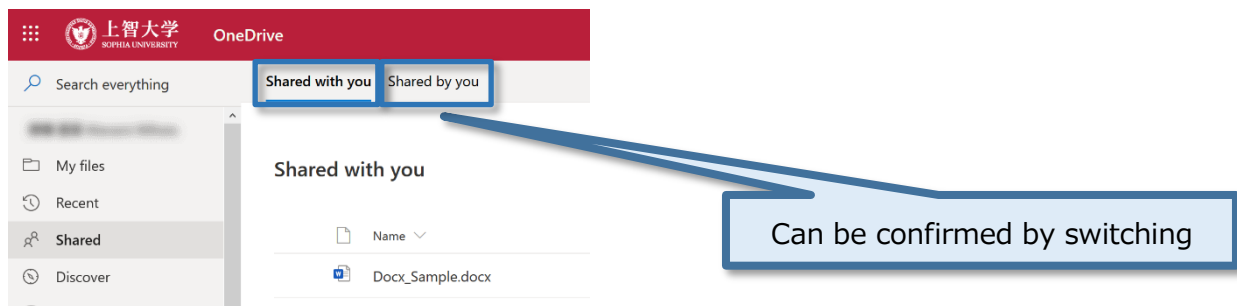 上智大学
SOPHIA UNIVERSITY
OneDrive
Search everything
Shared with you
Shared by you
My files
Shared with you
Recent
Name
Shared
Docx_Sample.docx
Discover
Can be confirmed by switching